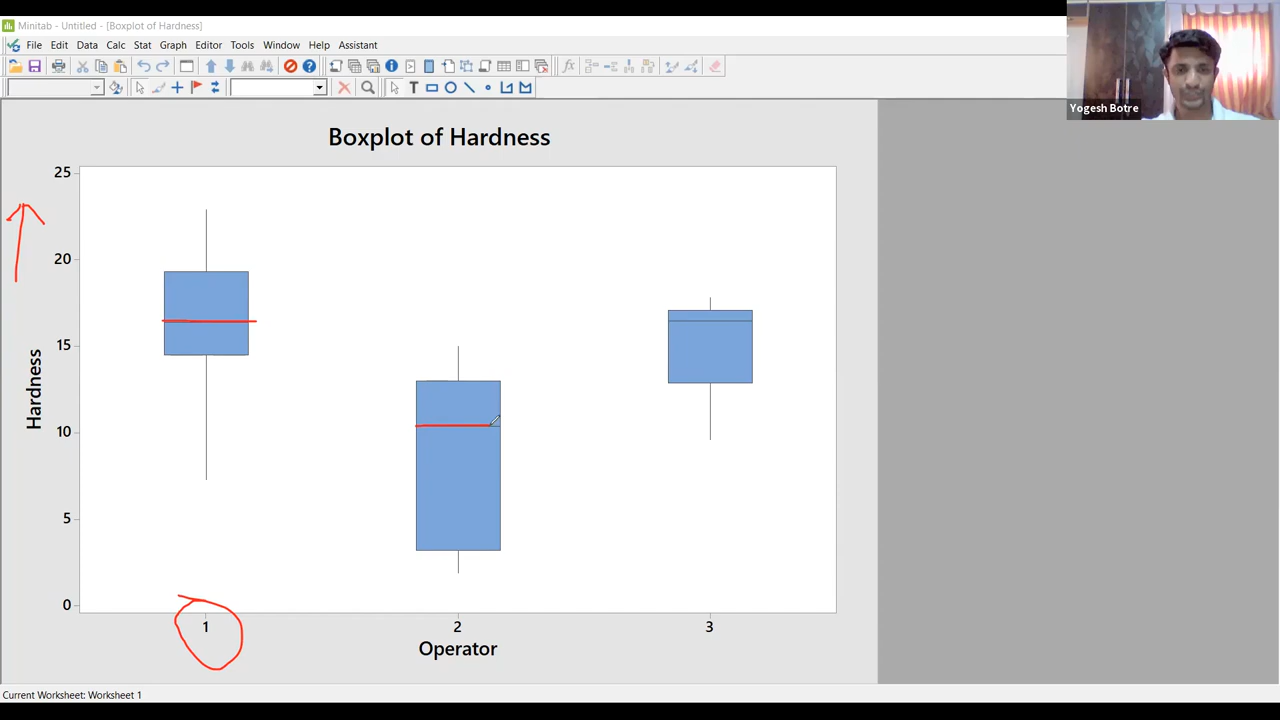 Minitab - Untitled - [Boxplot of Hardness]
File Edit Data Calc Stat Graph Editor Tools Window Help Assistant
Yogesh Botre
Boxplot of Hardness
25
20
15
10
5
0
Hardness
1 2 3
Operator
Current Worksheet: Worksheet 1